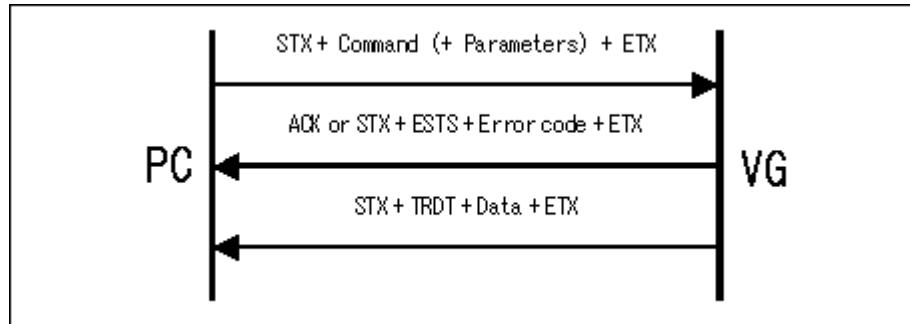 STX + Command (+ Parameters) + ETX
ACK or STX + ESTS + Error code + ETX
PC
VG
STX + TRDT + Data + ETX